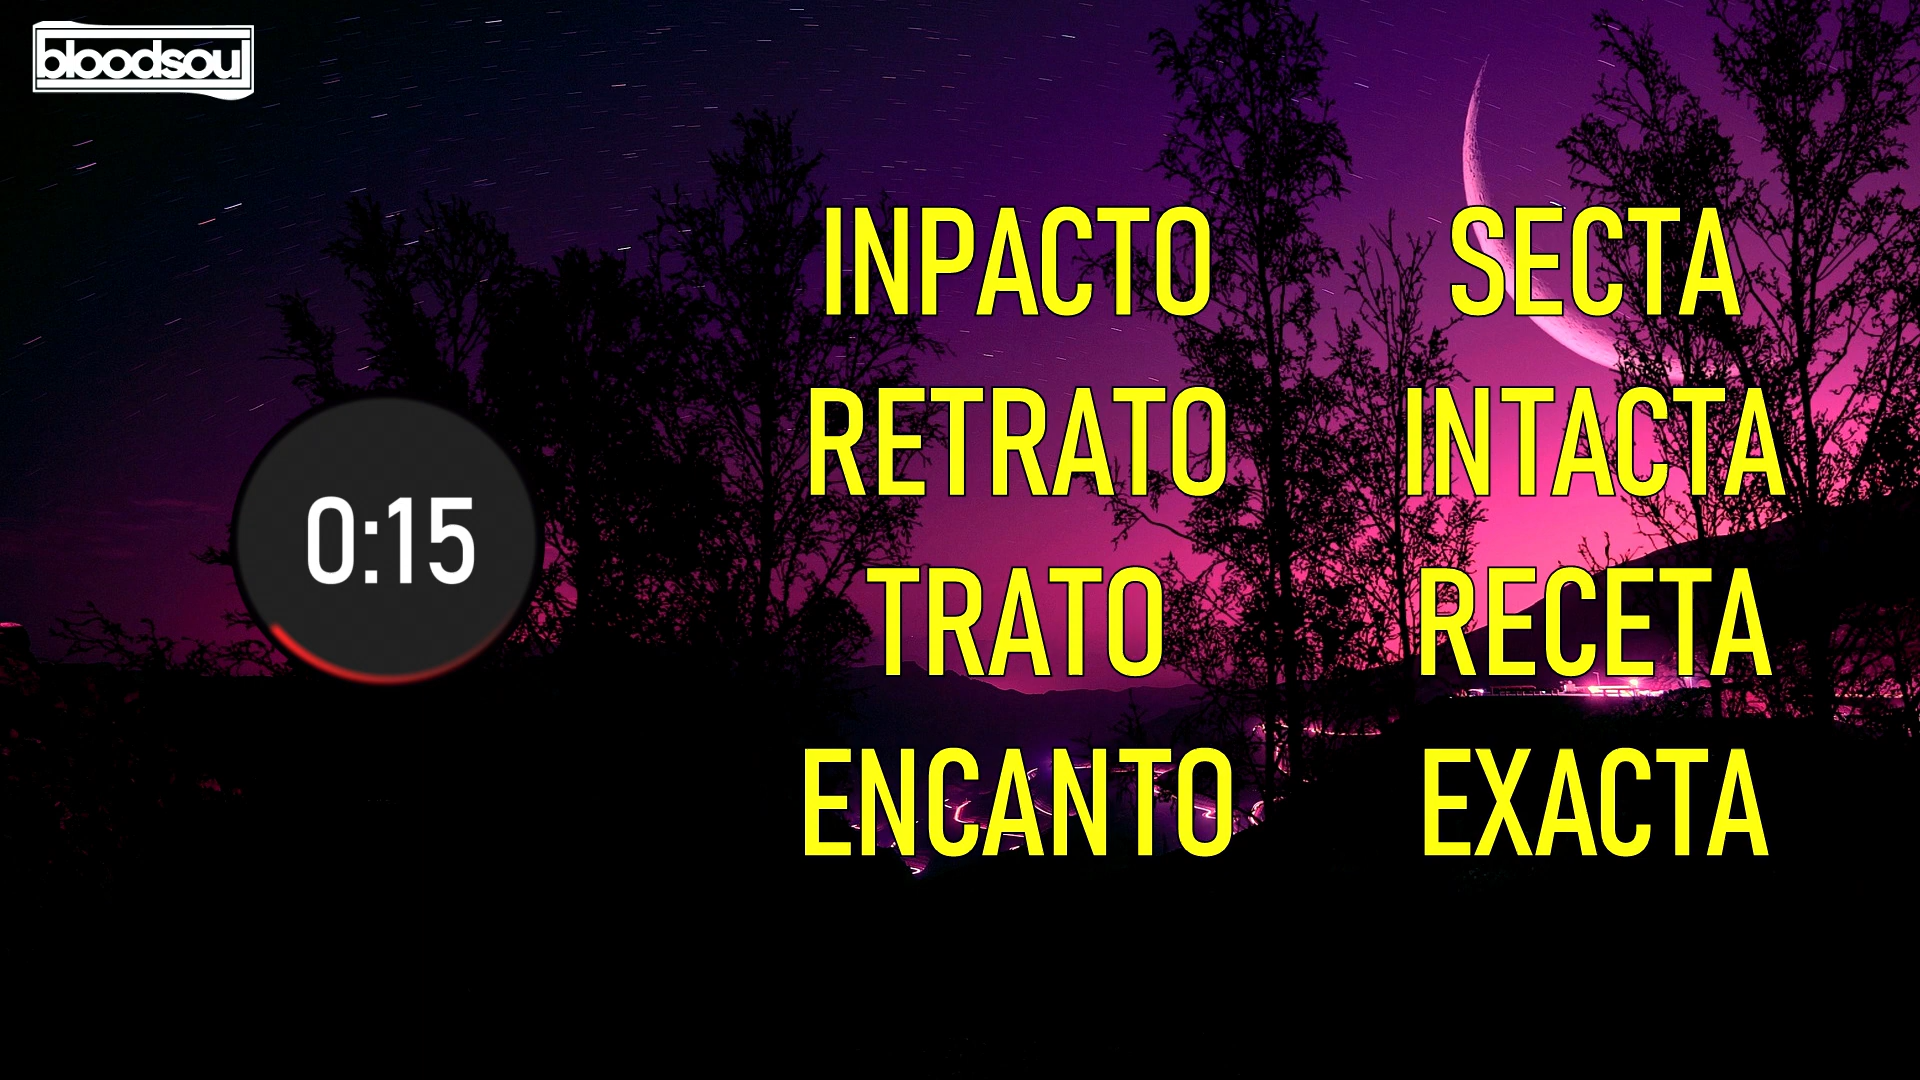 bloodsoul
0:15
INPACTO
RETRATO
TRATO
ENCANTO
SECTA
INTACTA
RECETA
EXACTA